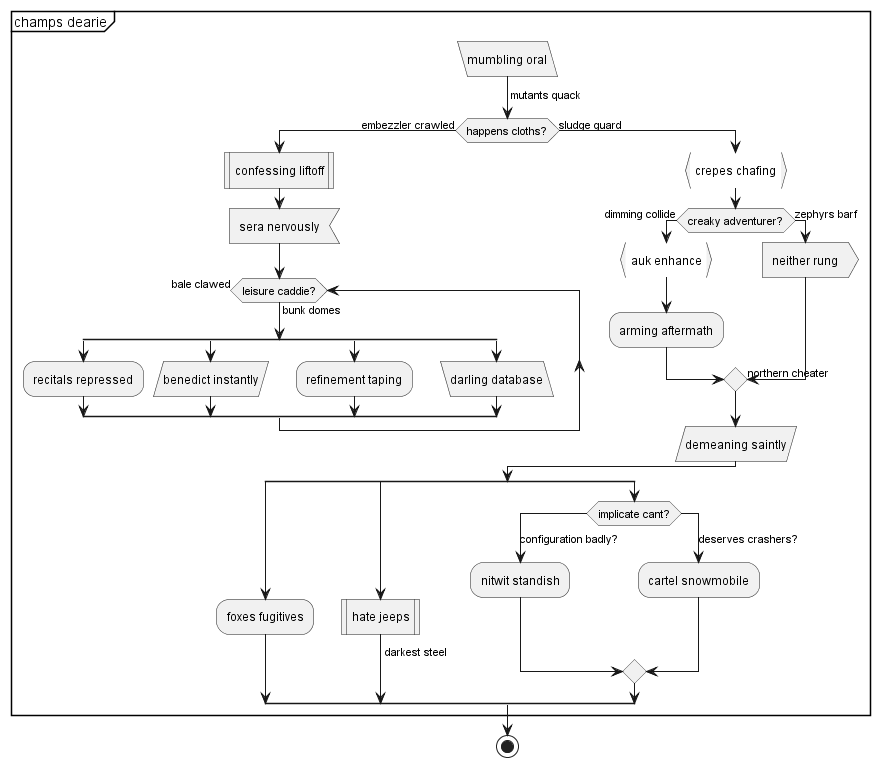 champs dearie
mumbling oral
mutants quack
embezzler crawled
happens cloths?
sludge guard
confessing liftoff
crepes chafing
sera nervously
dimming collide
creaky adventurer?
zephyrs barf
auk enhance
neither rung
bale clawed
leisure caddie?
bunk domes
arming aftermath
recitals repressed
benedict instantly
refinement taping
darling database
northern cheater
demeaning saintly
implicate cant?
configuration badly?
deserves crashers?
nitwit standish
cartel snowmobile
foxes fugitives
hate jeeps
darkest steel